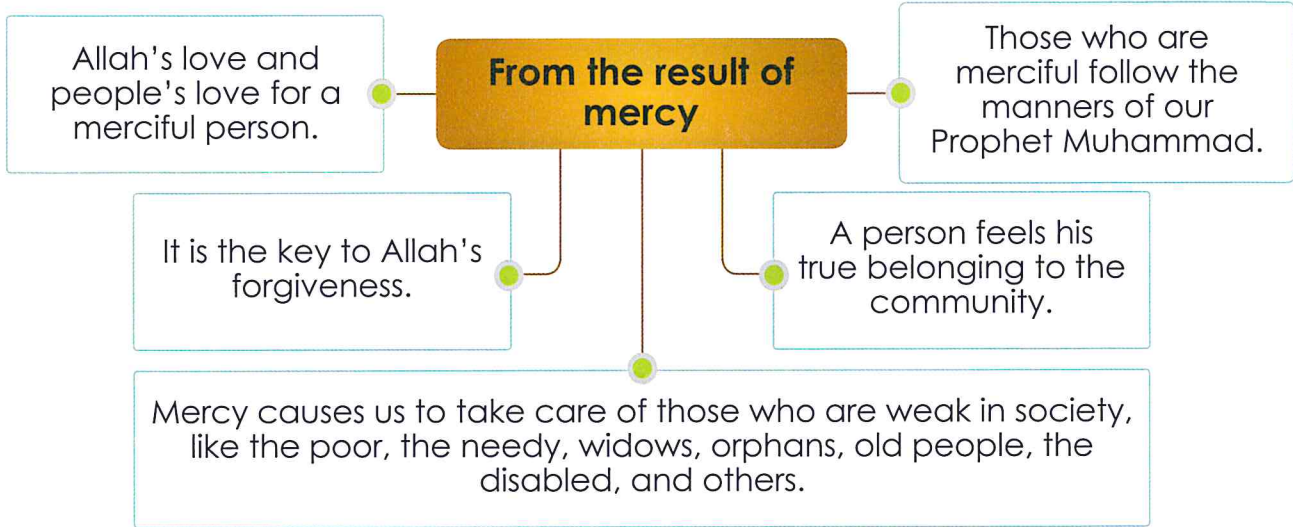 From the result of
mercy
Allah's love and
people's love for a
merciful person.
Those who are
merciful follow the
manners of our
Prophet Muhammad.
It is the key to Allah's
forgiveness.
A person feels his
true belonging to the
community.
Mercy causes us to take care of those who are weak in society,
like the poor, the needy, widows, orphans, old people, the
disabled, and others.